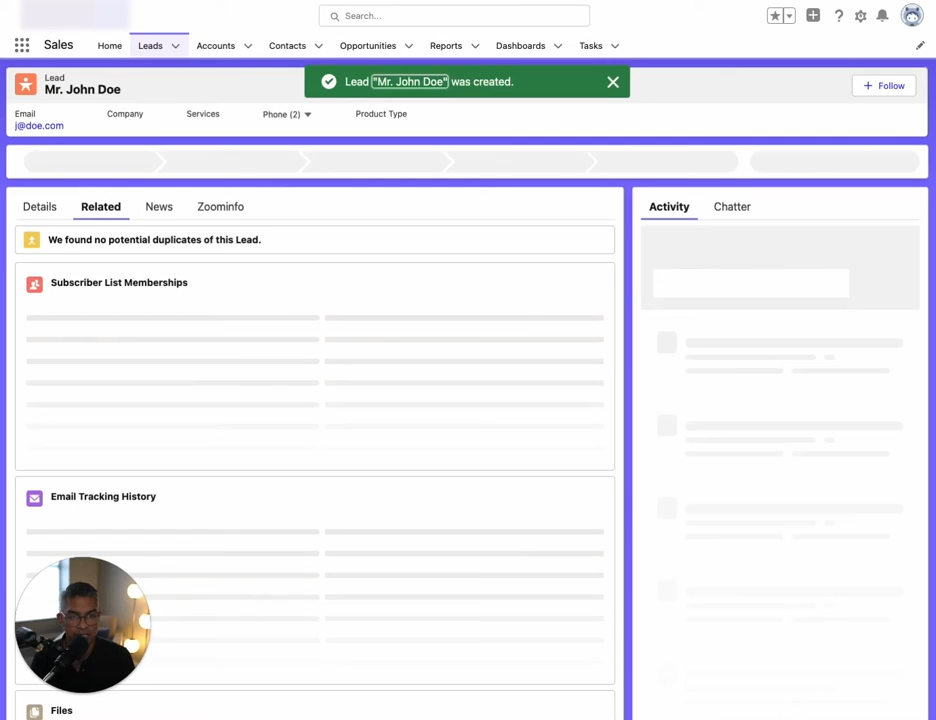 Search...
Sales
Home
Leads
Accounts
Contacts
Opportunities
Reports
Dashboards
Tasks
Lead
Mr. John Doe
Lead "Mr. John Doe" was created.
+ Follow
Email
Company
Services
Phone (2)
Product Type
j@doe.com
Details
Related
News
Zoominfo
We found no potential duplicates of this Lead.
Subscriber List Memberships
Email Tracking History
Files
Activity
Chatter